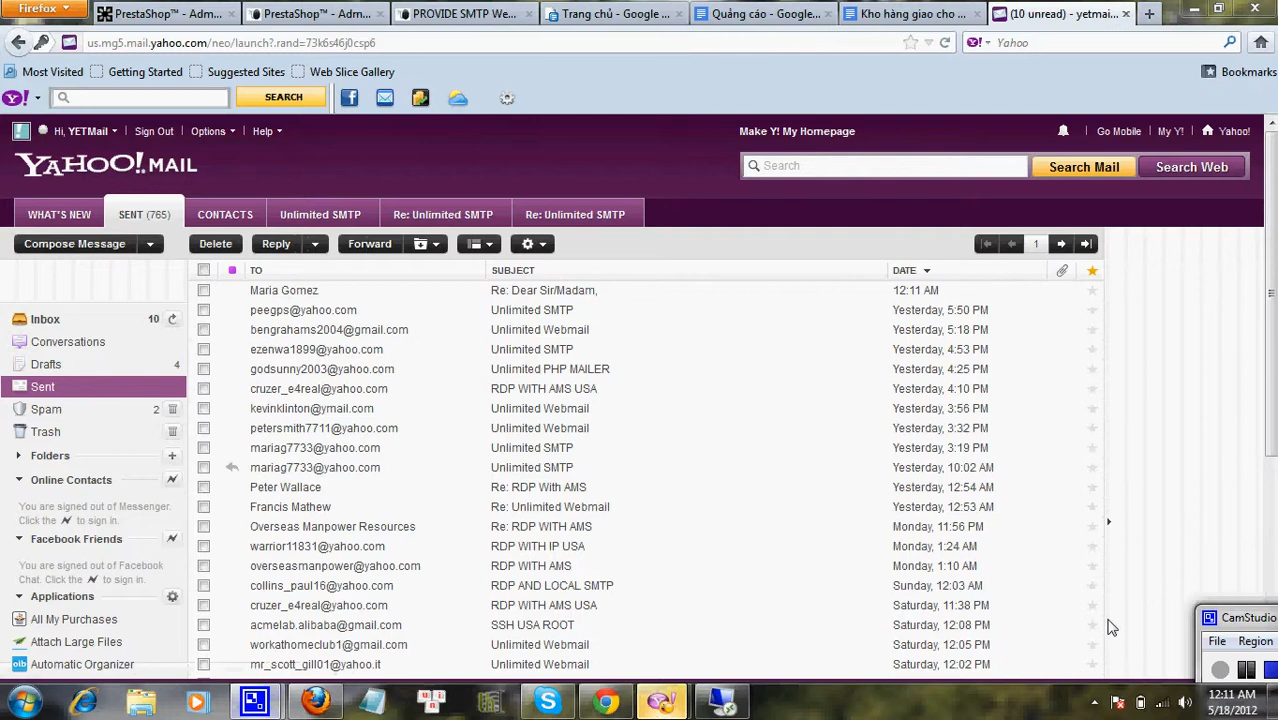 Firefox
PrestaShop™ - Adm...
PrestaShop™ - Adm...
PROVIDE SMTP We...
Trang chủ - Google ...
Quảng cáo - Google...
Kho hàng giao cho ...
(10 unread) - yetmai...
us.mg5.mail.yahoo.com/neo/launch?.rand=73k6s46j0csp6
Yahoo
Most Visited
Getting Started
Suggested Sites
Web Slice Gallery
Bookmarks
Y!
SEARCH
Hi, YETMail
Sign Out
Options
Help
Make Y! My Homepage
Go Mobile
My Y!
Yahoo!
YAHOO! MAIL
Search
Search Mail
Search Web
WHAT'S NEW
SENT (765)
CONTACTS
Unlimited SMTP
Re: Unlimited SMTP
Re: Unlimited SMTP
Compose Message
Delete
Reply
Forward
1
TO SUBJECT DATE
Inbox 10
Conversations
Drafts 4
Sent
Spam 2
Trash
Folders
Online Contacts
You are signed out of Messenger.
Click the to sign in.
Facebook Friends
You are signed out of Facebook
Chat. Click the to sign in.
Applications
All My Purchases
Attach Large Files
Automatic Organizer
Maria Gomez Re: Dear Sir/Madam, 12:11 AM
peegps@yahoo.com Unlimited SMTP Yesterday, 5:50 PM
bengrahams2004@gmail.com Unlimited Webmail Yesterday, 5:18 PM
ezenwa1899@yahoo.com Unlimited SMTP Yesterday, 4:53 PM
godsunny2003@yahoo.com Unlimited PHP MAILER Yesterday, 4:25 PM
cruzer_e4real@yahoo.com RDP WITH AMS USA Yesterday, 4:10 PM
kevinklinton@ymail.com Unlimited Webmail Yesterday, 3:56 PM
petersmith7711@yahoo.com Unlimited Webmail Yesterday, 3:32 PM
mariag7733@yahoo.com Unlimited SMTP Yesterday, 3:19 PM
mariag7733@yahoo.com Unlimited SMTP Yesterday, 10:02 AM
Peter Wallace Re: RDP With AMS Yesterday, 12:54 AM
Francis Mathew Re: Unlimited Webmail Yesterday, 12:53 AM
Overseas Manpower Resources Re: RDP WITH AMS Monday, 11:56 PM
warrior11831@yahoo.com RDP WITH IP USA Monday, 1:24 AM
overseasmanpower@yahoo.com RDP WITH AMS Monday, 1:10 AM
collins_paul16@yahoo.com RDP AND LOCAL SMTP Sunday, 12:03 AM
cruzer_e4real@yahoo.com RDP WITH AMS USA Saturday, 11:38 PM
acmelab.alibaba@gmail.com SSH USA ROOT Saturday, 12:08 PM
workathomeclub1@gmail.com Unlimited Webmail Saturday, 12:05 PM
mr_scott_gill01@yahoo.it Unlimited Webmail Saturday, 12:02 PM
CamStudio
File Region
12:11 AM
5/18/2012